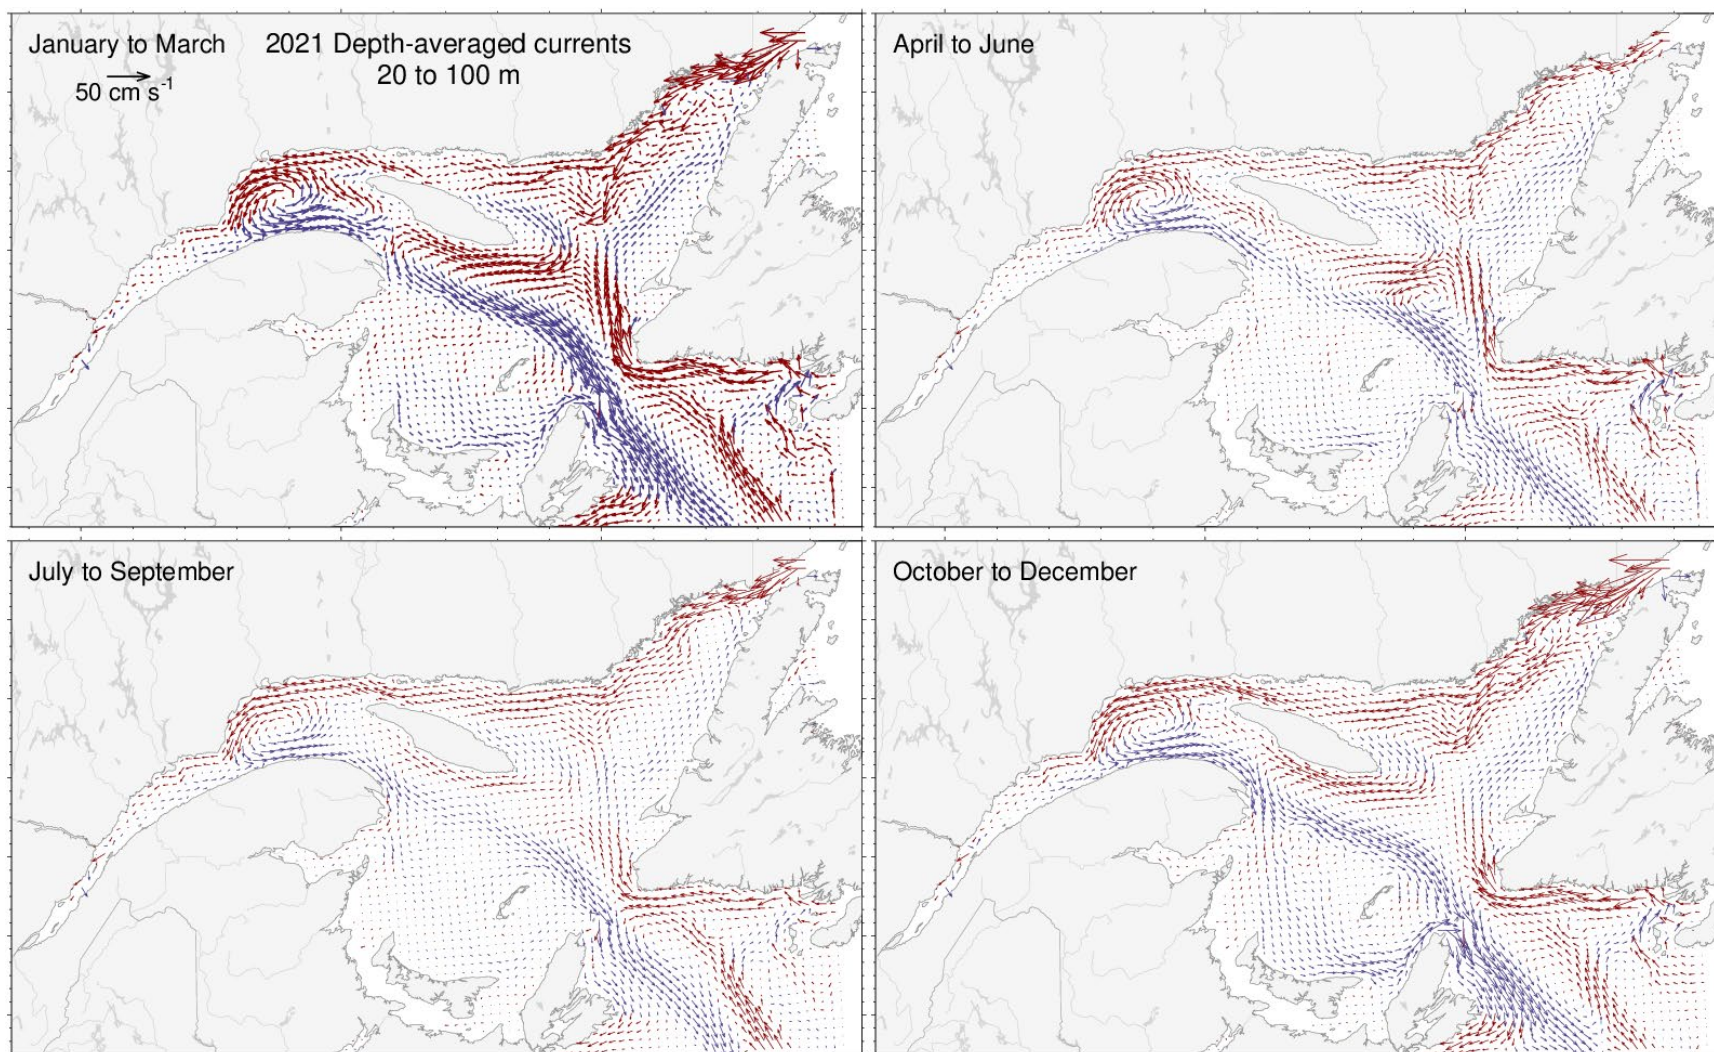 January to March
2021 Depth-averaged currents
20 to 100 m
50 cm s⁻¹
April to June
July to September
October to December